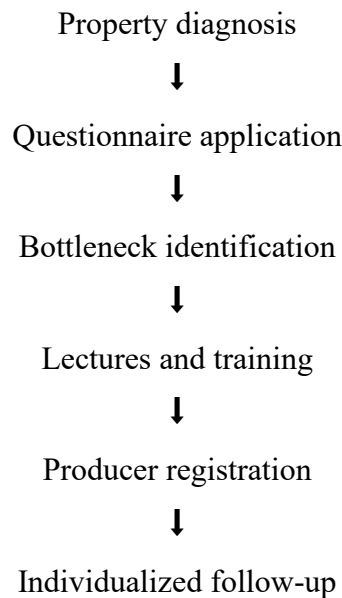 Property diagnosis
Questionnaire application
Bottleneck identification
Lectures and training
Producer registration
Individualized follow-up